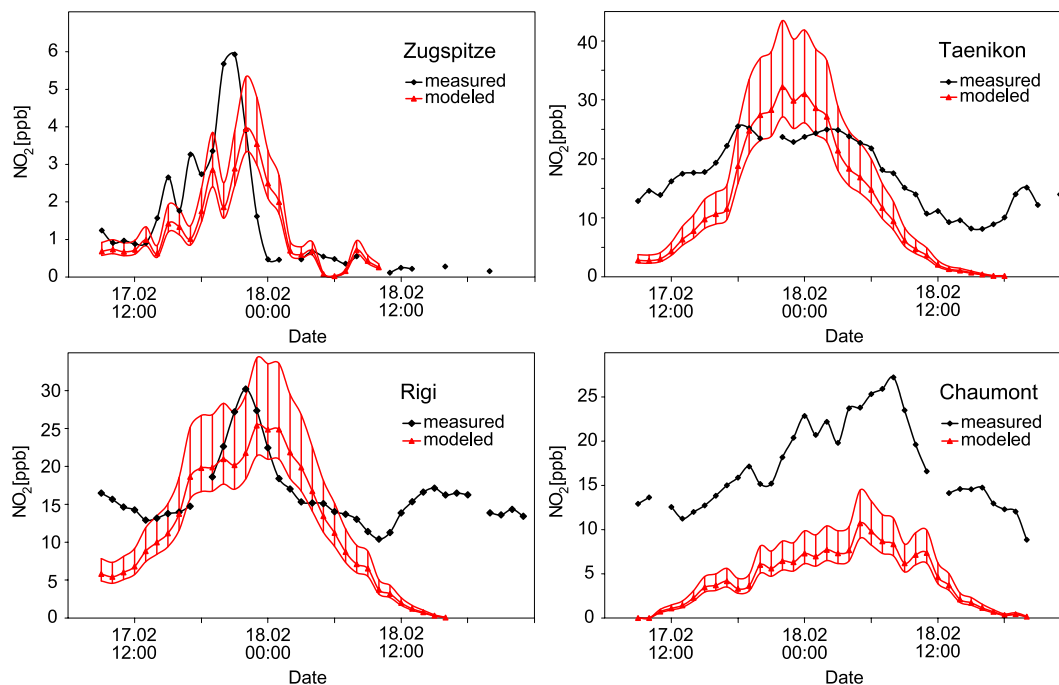 Zugspitze
measured
modeled
NO2[ppb]
6
5
4
3
2
1
0
17.02
12:00
18.02
00:00
18.02
12:00
Date
Taenikon
measured
modeled
NO2[ppb]
40
30
20
10
0
17.02
12:00
18.02
00:00
18.02
12:00
Date
Rigi
measured
modeled
NO2[ppb]
30
25
20
15
10
5
0
17.02
12:00
18.02
00:00
18.02
12:00
Date
Chaumont
measured
modeled
NO2[ppb]
25
20
15
10
5
0
17.02
12:00
18.02
00:00
18.02
12:00
Date